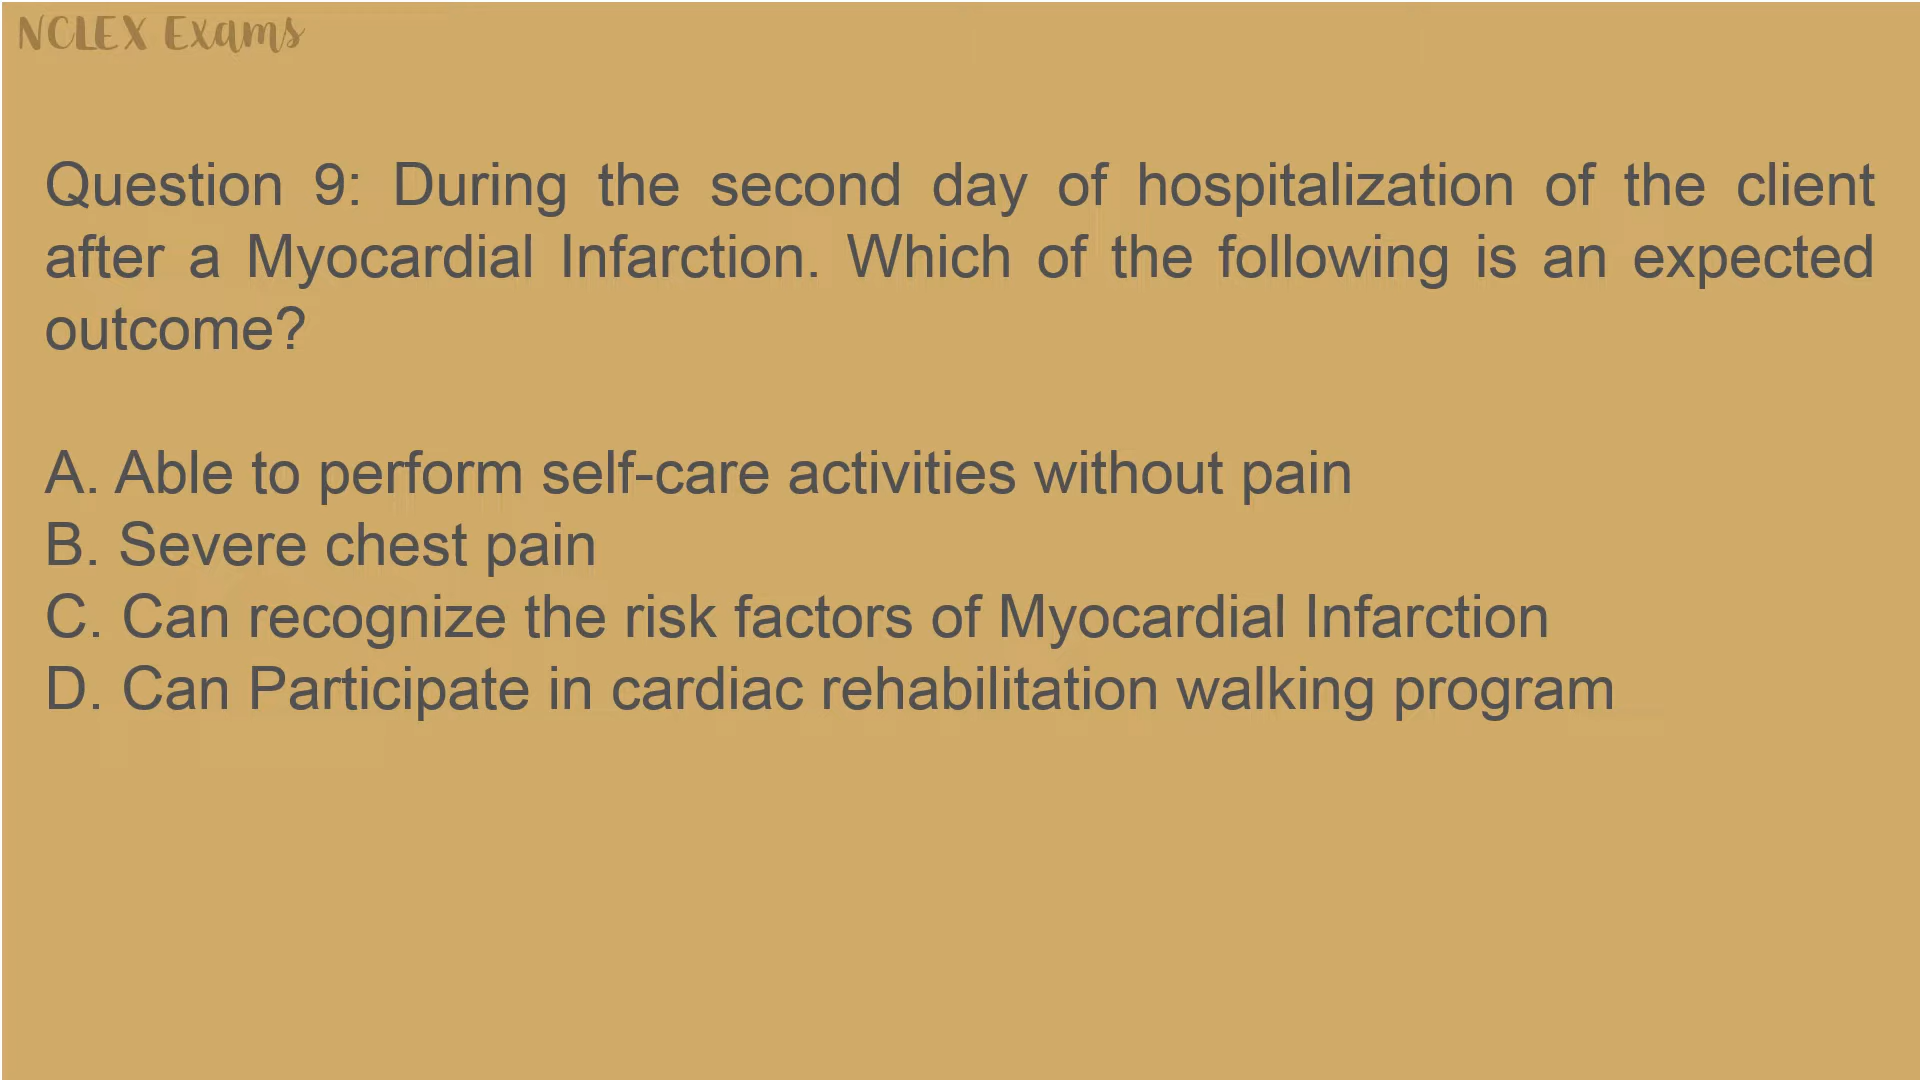 NCLEX Exams
Question 9: During the second day of hospitalization of the client
after a Myocardial Infarction. Which of the following is an expected
outcome?
A. Able to perform self-care activities without pain
B. Severe chest pain
C. Can recognize the risk factors of Myocardial Infarction
D. Can Participate in cardiac rehabilitation walking program